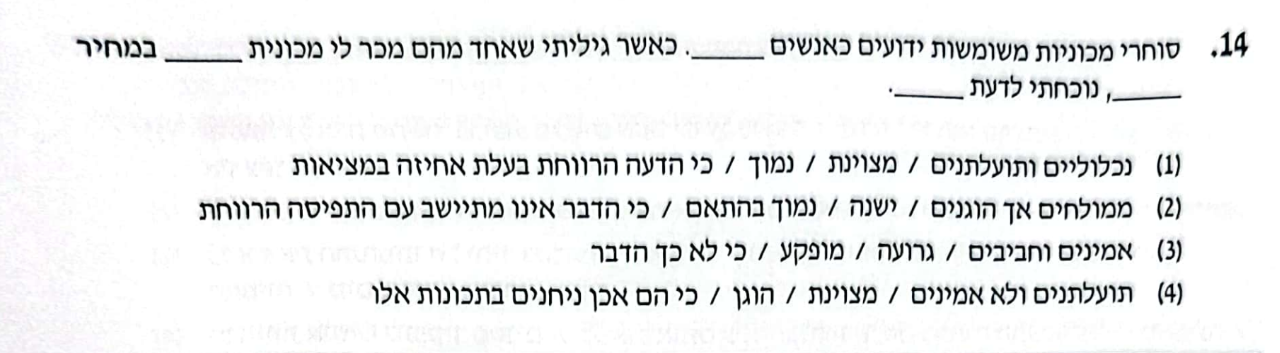 14. סוחרי מכוניות משומשות ידועים כאנשים _____. כאשר גיליתי שאחד מהם מכר לי מכונית _____ במחיר
_____, נוכחתי לדעת _____.
(1) נכלוליים ותועלתנים / מצוינת / נמוך / כי הדעה הרווחת בעלת אחיזה במציאות
(2) ממולחים אך הוגנים / ישנה / נמוך בהתאם / כי הדבר אינו מתיישב עם התפיסה הרווחת
(3) אמינים וחביבים / גרועה / מופקע / כי לא כך הדבר
(4) תועלתנים ולא אמינים / מצוינת / הוגן / כי הם אכן ניחנים בתכונות אלו